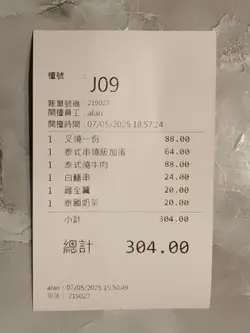 檯號 : J09
賬單號碼 : 219027
開檯員工 : alan
開檯時間 : 07/05/2025 18:57:24
1 叉燒一份 88.00
1 泰式串燒飯加蛋 64.00
1 泰式燒牛肉 88.00
1 白鱔串 24.00
1 雞全翼 20.00
1 泰國奶茶 20.00
小計 304.00
總計 304.00
alan : 07/05/2025 19:50:49
219027